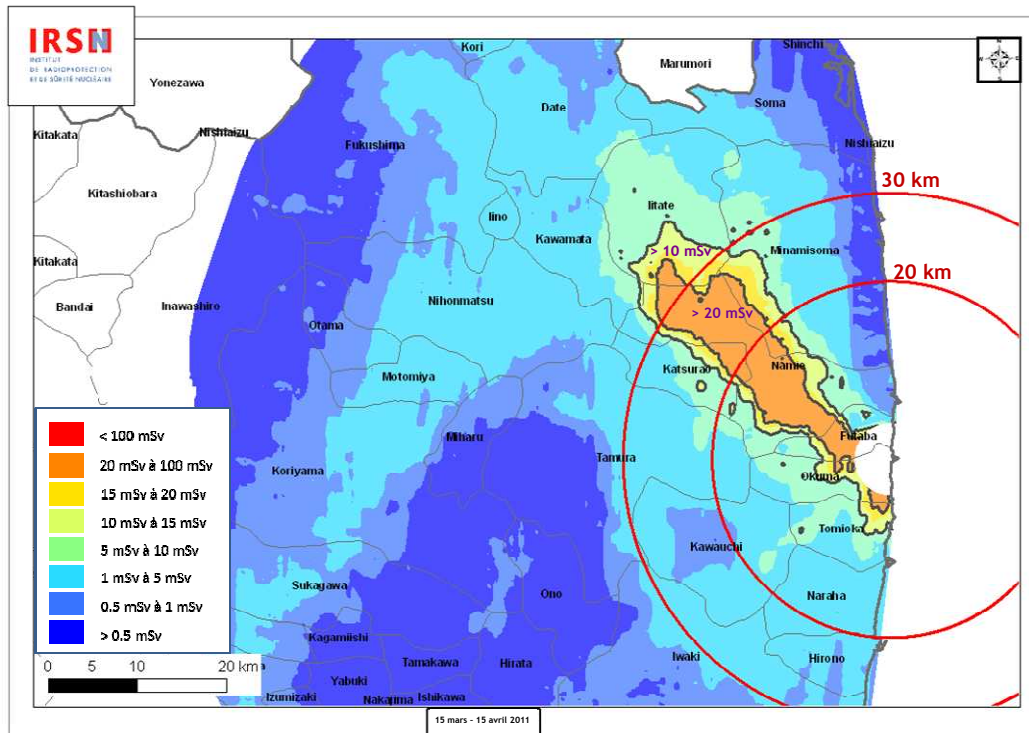 IRSN
INSTITUT
DE RADIOPROTECTION
ET DE SÛRETÉ NUCLÉAIRE
Kori
Shinchi
Marumori
Yonezawa
Date
Soma
Kitakata
Nishiaizu
Fukushima
Nishiaizu
30 km
Kitashiobara
Iitate
Iino
Kawamata
> 10 mSv
Minamisoma
Kitakata
20 km
Bandai
Inawashiro
Nihonmatsu
> 20 mSv
Otama
Katsurao
Namie
Motomiya
Miharu
Futaba
Tamura
Koriyama
Okuma
Tomioka
Kawauchi
Sukagawa
Ono
Naraha
Kagamiishi
Iwaki
Hirono
Tamakawa
Hirata
Yabuki
Izumizaki
Nakajima
Ishikawa
< 100 mSv
20 mSv à 100 mSv
15 mSv à 20 mSv
10 mSv à 15 mSv
5 mSv à 10 mSv
1 mSv à 5 mSv
0.5 mSv à 1 mSv
> 0.5 mSv
0 5 10 20 km
15 mars - 15 avril 2011